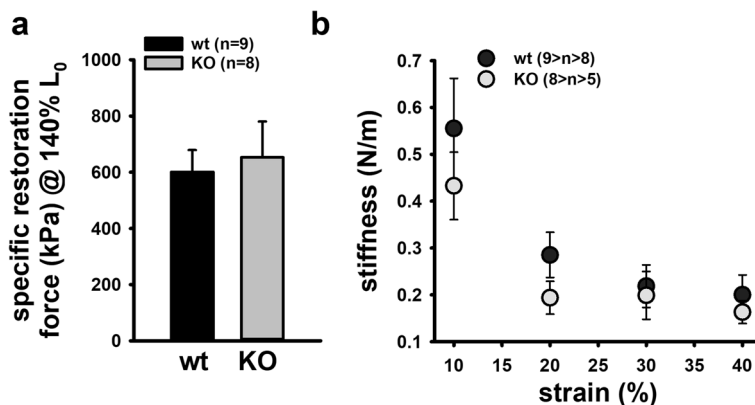 a
specific restoration
force (kPa) @ 140% L0
1000
800
600
400
200
0
wt (n=9)
KO (n=8)
wt
KO
b
stiffness (N/m)
0.7
0.6
0.5
0.4
0.3
0.2
0.1
wt (9>n>8)
KO (8>n>5)
10 15 20 25 30 35 40
strain (%)